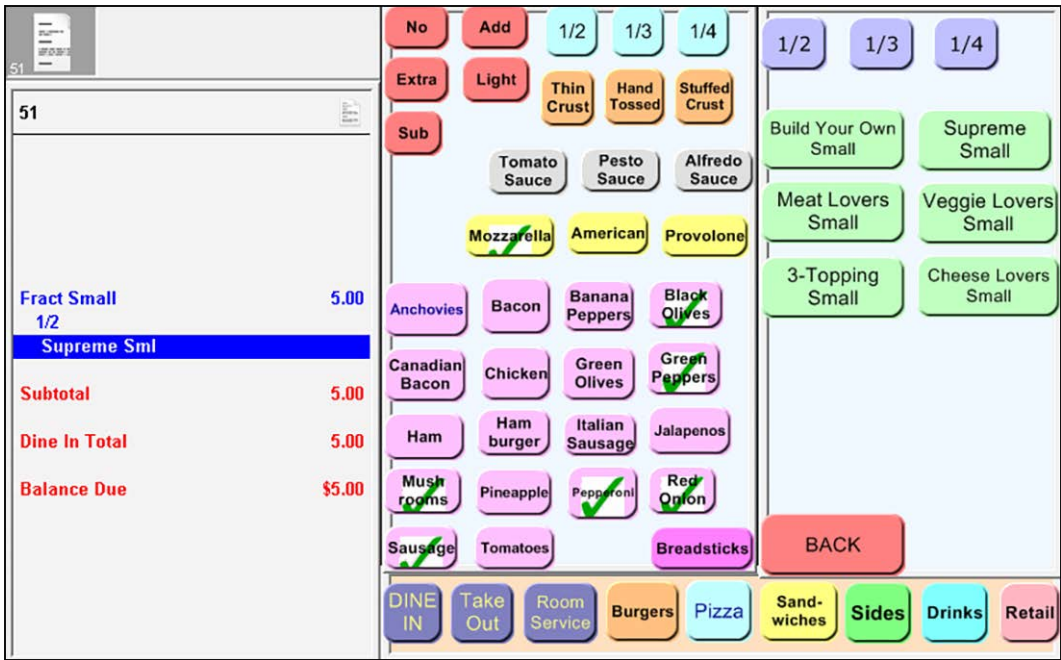 51
51
Fract Small 5.00
1/2
Supreme Sml
Subtotal 5.00
Dine In Total 5.00
Balance Due $5.00
No Add 1/2 1/3 1/4
Extra Light Thin Crust Hand Tossed Stuffed Crust
Sub
Tomato Sauce Pesto Sauce Alfredo Sauce
Mozzarella American Provolone
Anchovies Bacon Banana Peppers Black Olives
Canadian Bacon Chicken Green Olives Green Peppers
Ham Ham burger Italian Sausage Jalapenos
Mush rooms Pineapple Pepperoni Red Onion
Sausage Tomatoes Breadsticks
1/2 1/3 1/4
Build Your Own Small Supreme Small
Meat Lovers Small Veggie Lovers Small
3-Topping Small Cheese Lovers Small
BACK
DINE IN Take Out Room Service Burgers Pizza Sand-wiches Sides Drinks Retail